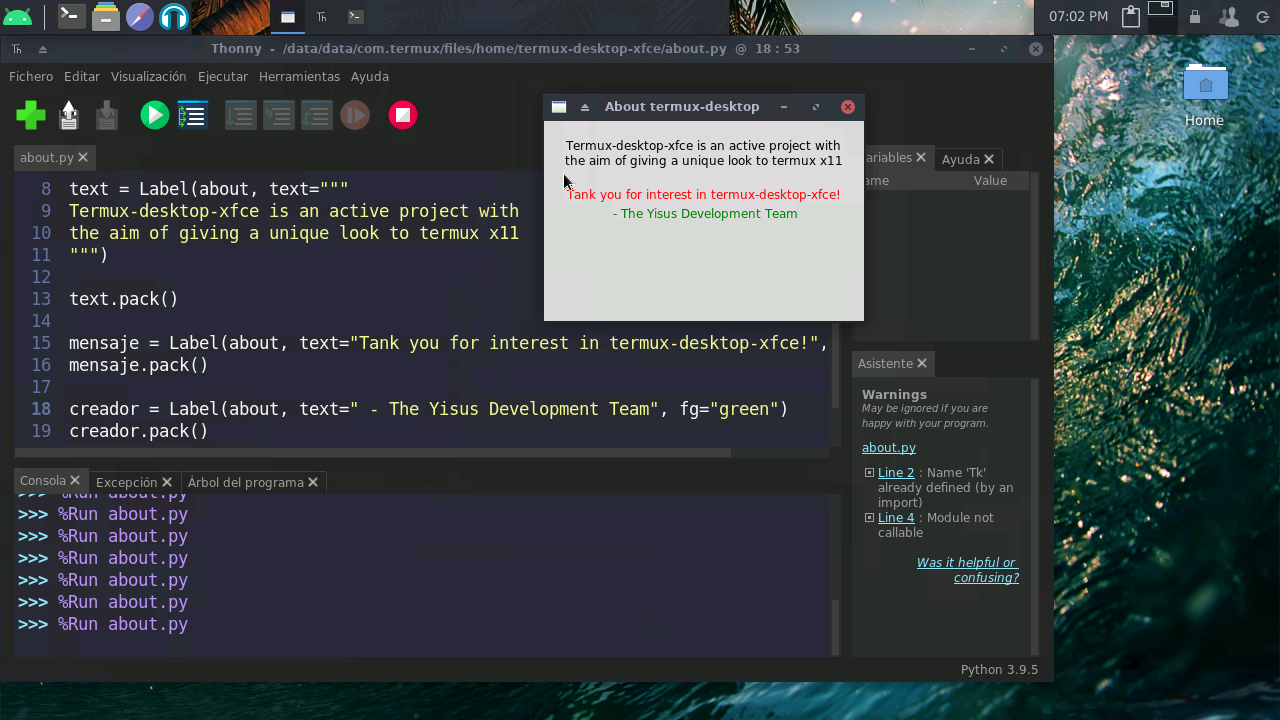 07:02 PM
Thonny - /data/data/com.termux/files/home/termux-desktop-xfce/about.py @ 18 : 53
Fichero Editar Visualización Ejecutar Herramientas Ayuda
about.py
8 text = Label(about, text="""
9 Termux-desktop-xfce is an active project with
10 the aim of giving a unique look to termux x11
11 """)
12
13 text.pack()
14
15 mensaje = Label(about, text="Tank you for interest in termux-desktop-xfce!",
16 mensaje.pack()
17
18 creador = Label(about, text=" - The Yisus Development Team", fg="green")
19 creador.pack()
About termux-desktop
Termux-desktop-xfce is an active project with
the aim of giving a unique look to termux x11
Tank you for interest in termux-desktop-xfce!
- The Yisus Development Team
Ayuda
Value
Home
Consola Excepción Árbol del programa
>>> %Run about.py
>>> %Run about.py
>>> %Run about.py
>>> %Run about.py
>>> %Run about.py
>>> %Run about.py
>>> %Run about.py
Asistente
Warnings
May be ignored if you are
happy with your program.
about.py
Line 2 : Name 'Tk'
already defined (by an
import)
Line 4 : Module not
callable
Was it helpful or
confusing?
Python 3.9.5